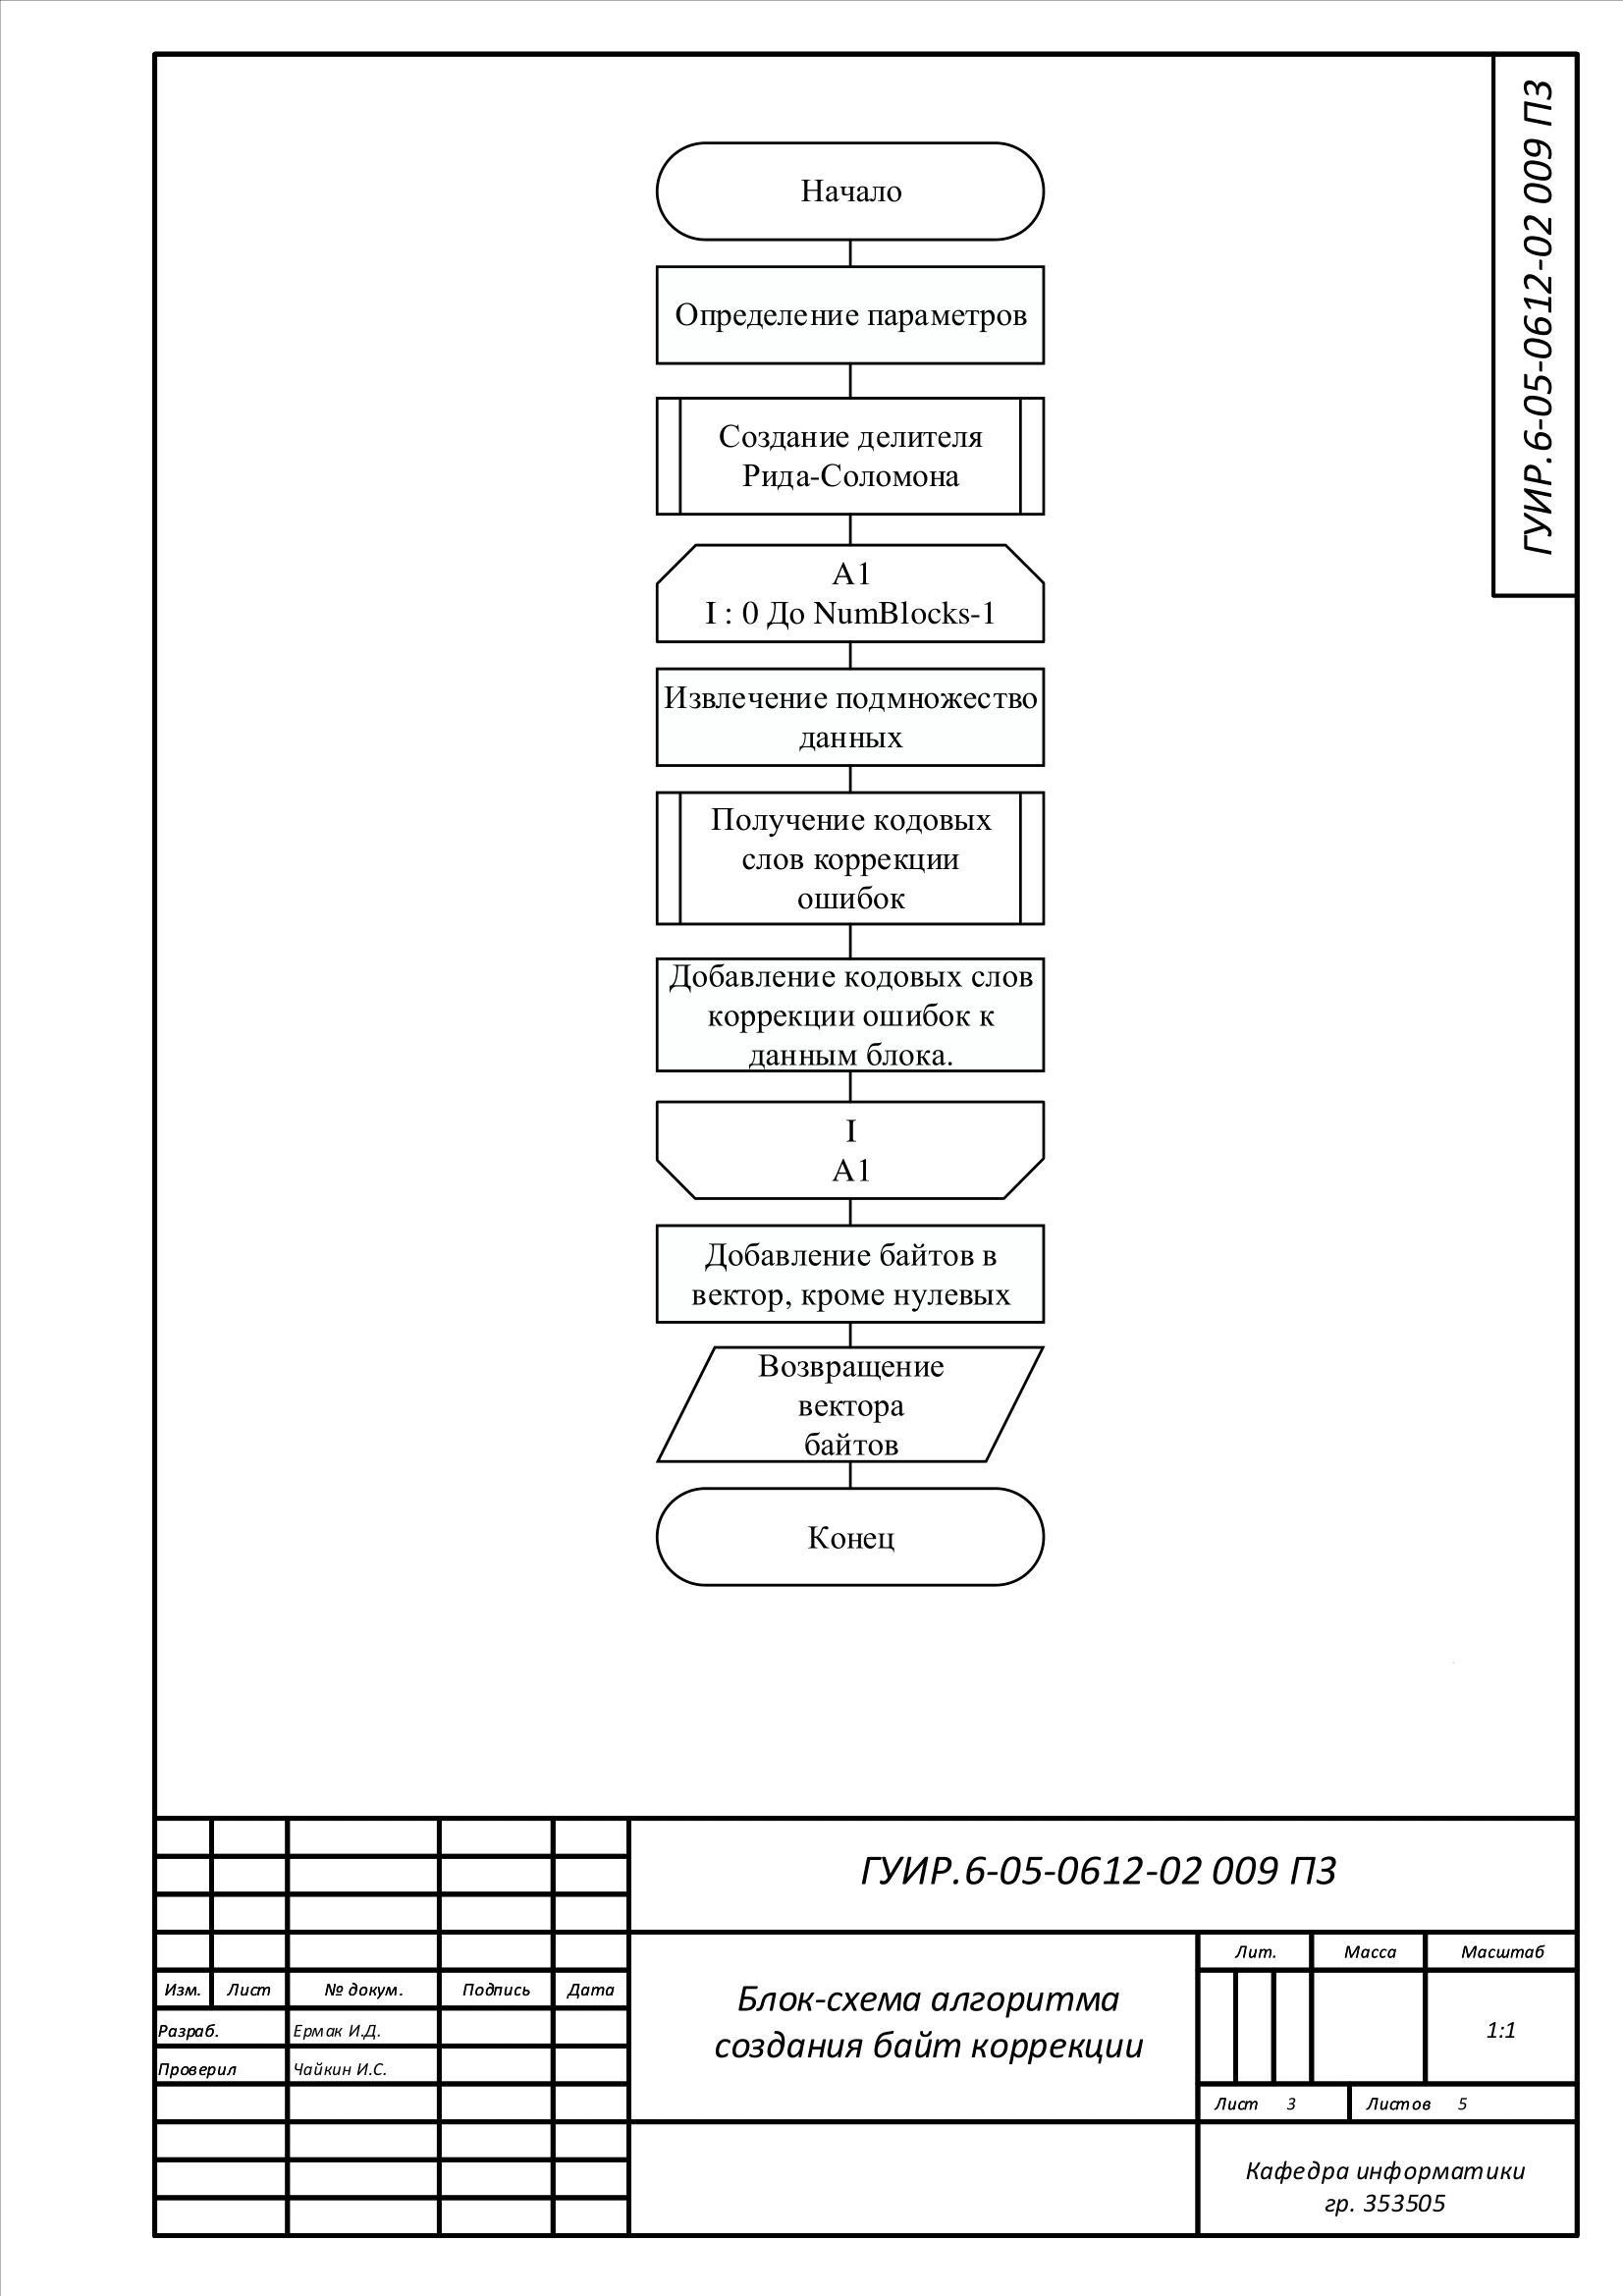 ГУИР.6-05-0612-02 009 ПЗ
Начало
Определение параметров
Создание делителя
Рида-Соломона
А1
I : 0 До NumBlocks-1
Извлечение подмножество
данных
Получение кодовых
слов коррекции
ошибок
Добавление кодовых слов
коррекции ошибок к
данным блока.
I
А1
Добавление байтов в
вектор, кроме нулевых
Возвращение
вектора
байтов
Конец
ГУИР.6-05-0612-02 009 ПЗ
Блок-схема алгоритма
создания байт коррекции
Лит. Масса Масштаб
1:1
Лист 3 Листов 5
Кафедра информатики
гр. 353505
Изм. Лист № докум. Подпись Дата
Разраб. Ермак И.Д.
Проверил Чайкин И.С.